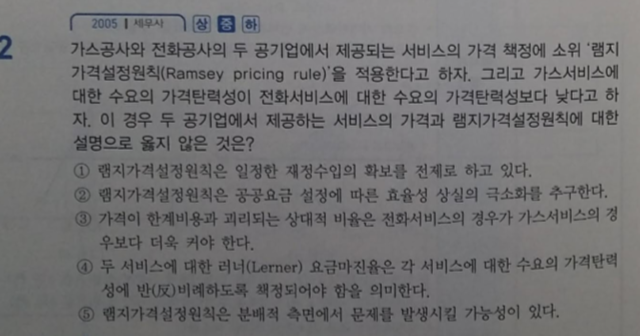 2005 | 세무사 상 중 하
2 가스공사와 전화공사의 두 공기업에서 제공되는 서비스의 가격 책정에 소위 '램지
가격설정원칙(Ramsey pricing rule)'을 적용한다고 하자. 그리고 가스서비스에
대한 수요의 가격탄력성이 전화서비스에 대한 수요의 가격탄력성보다 낮다고 하
자. 이 경우 두 공기업에서 제공하는 서비스의 가격과 램지가격설정원칙에 대한
설명으로 옳지 않은 것은?
① 램지가격설정원칙은 일정한 재정수입의 확보를 전제로 하고 있다.
② 램지가격설정원칙은 공공요금 설정에 따른 효율성 상실의 극소화를 추구한다.
③ 가격이 한계비용과 괴리되는 상대적 비율은 전화서비스의 경우가 가스서비스의 경
우보다 더욱 커야 한다.
④ 두 서비스에 대한 러너(Lerner) 요금마진율은 각 서비스에 대한 수요의 가격탄력
성에 반(反)비례하도록 책정되어야 함을 의미한다.
⑤ 램지가격설정원칙은 분배적 측면에서 문제를 발생시킬 가능성이 있다.